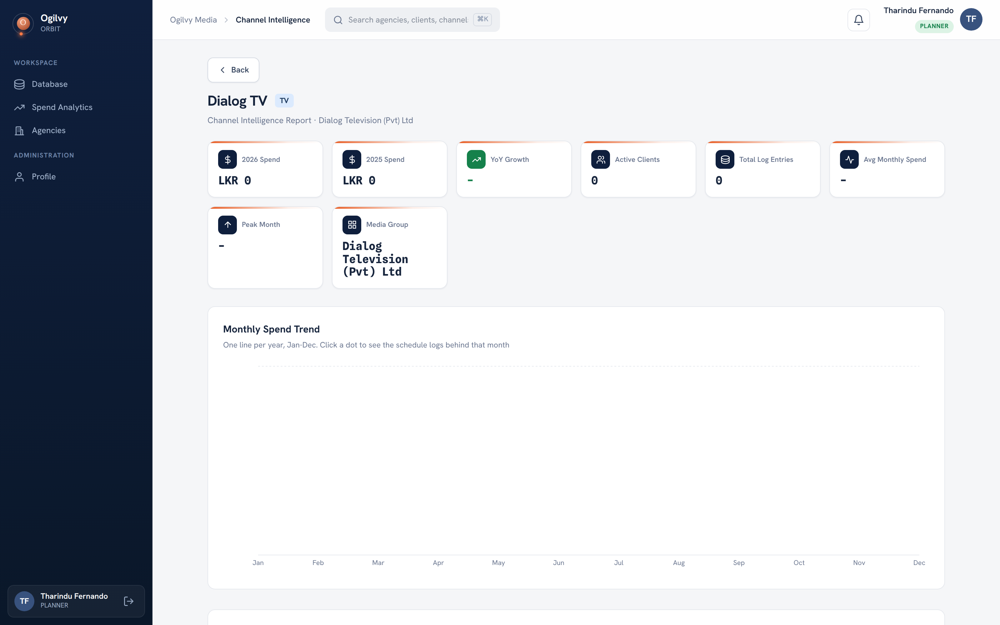 O
Ogilvy
ORBIT
WORKSPACE
Database
Spend Analytics
Agencies
ADMINISTRATION
Profile
TF
Tharindu Fernando
PLANNER
Ogilvy Media
Channel Intelligence
Search agencies, clients, channel
⌘K
Tharindu Fernando
PLANNER
TF
Back
Dialog TV
TV
Channel Intelligence Report · Dialog Television (Pvt) Ltd
2026 Spend
LKR 0
2025 Spend
LKR 0
YoY Growth
-
Active Clients
0
Total Log Entries
0
Avg Monthly Spend
-
Peak Month
-
Media Group
Dialog
Television
(Pvt) Ltd
Monthly Spend Trend
One line per year, Jan-Dec. Click a dot to see the schedule logs behind that month
Jan Feb Mar Apr May Jun Jul Aug Sep Oct Nov Dec